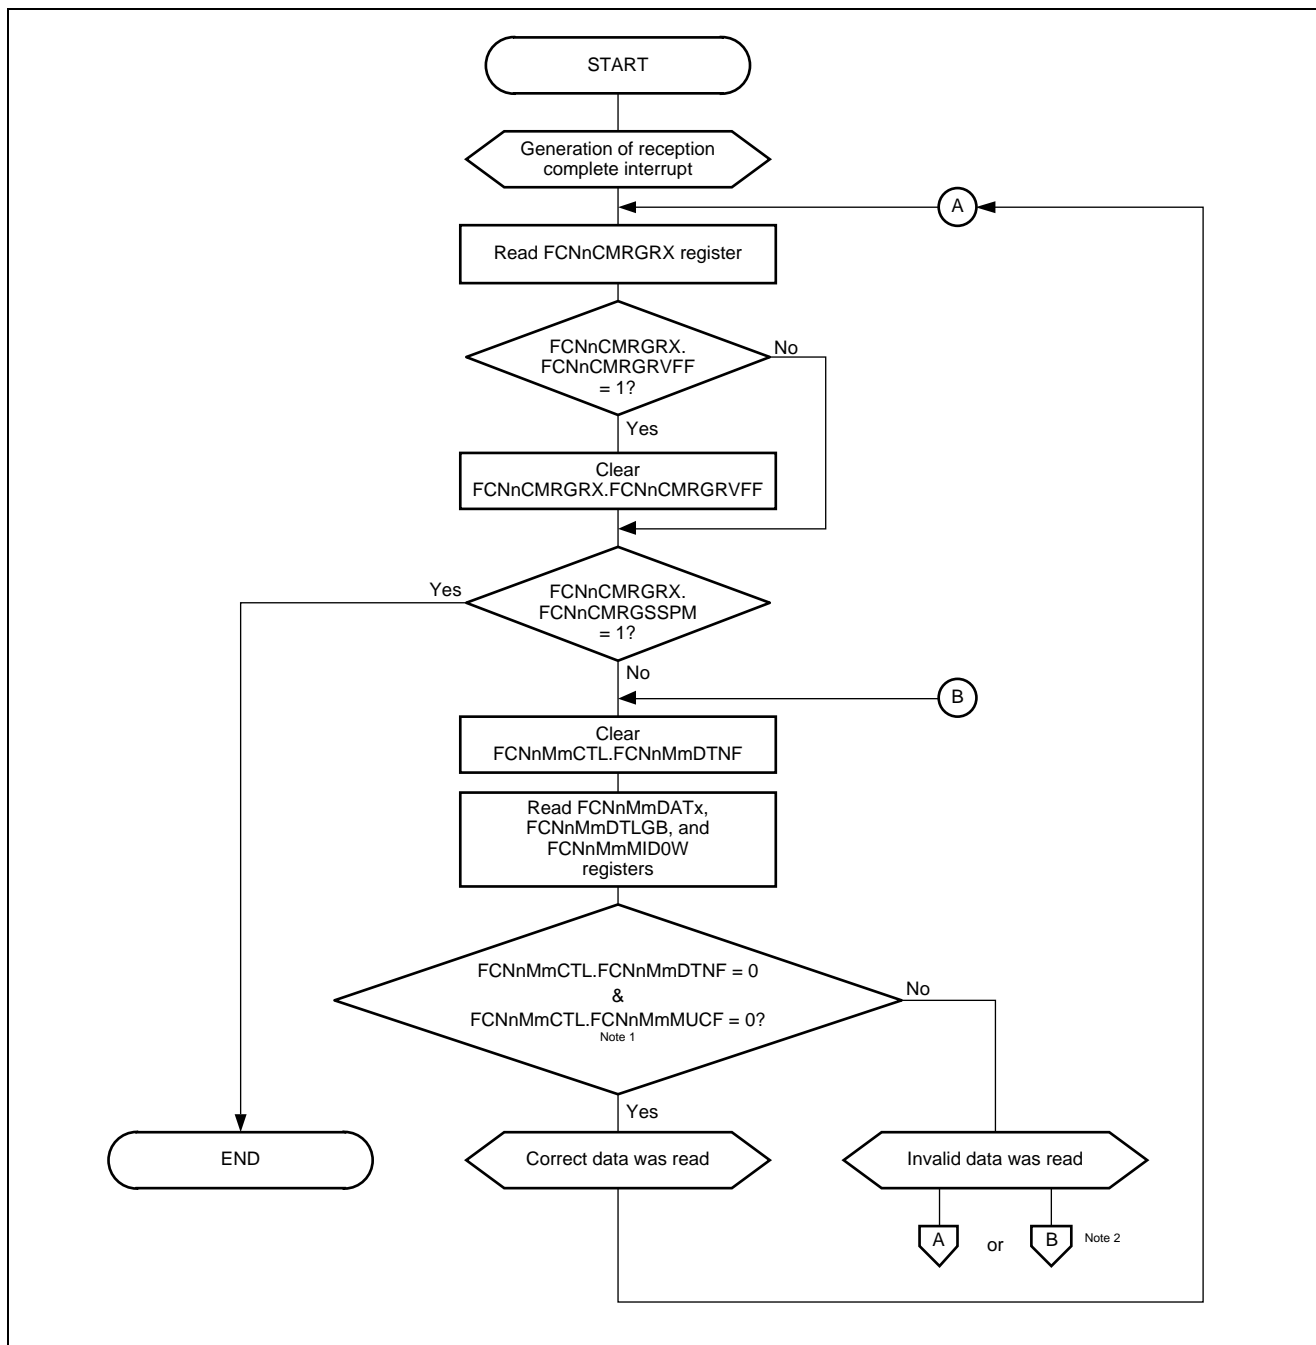 START
Generation of reception
complete interrupt
A
Read FCNnCMRGRX register
FCNnCMRGRX.
FCNnCMRGRVFF
= 1?
No
Yes
Clear
FCNnCMRGRX.FCNnCMRGRVFF
Yes
FCNnCMRGRX.
FCNnCMRGSSPM
= 1?
No
B
Clear
FCNnMmCTL.FCNnMmDTNF
Read FCNnMmDATx,
FCNnMmDTLGB, and
FCNnMmMID0W
registers
FCNnMmCTL.FCNnMmDTNF = 0
&
FCNnMmCTL.FCNnMmMUCF = 0?
Note 1
No
Yes
END
Correct data was read
Invalid data was read
A or B Note 2